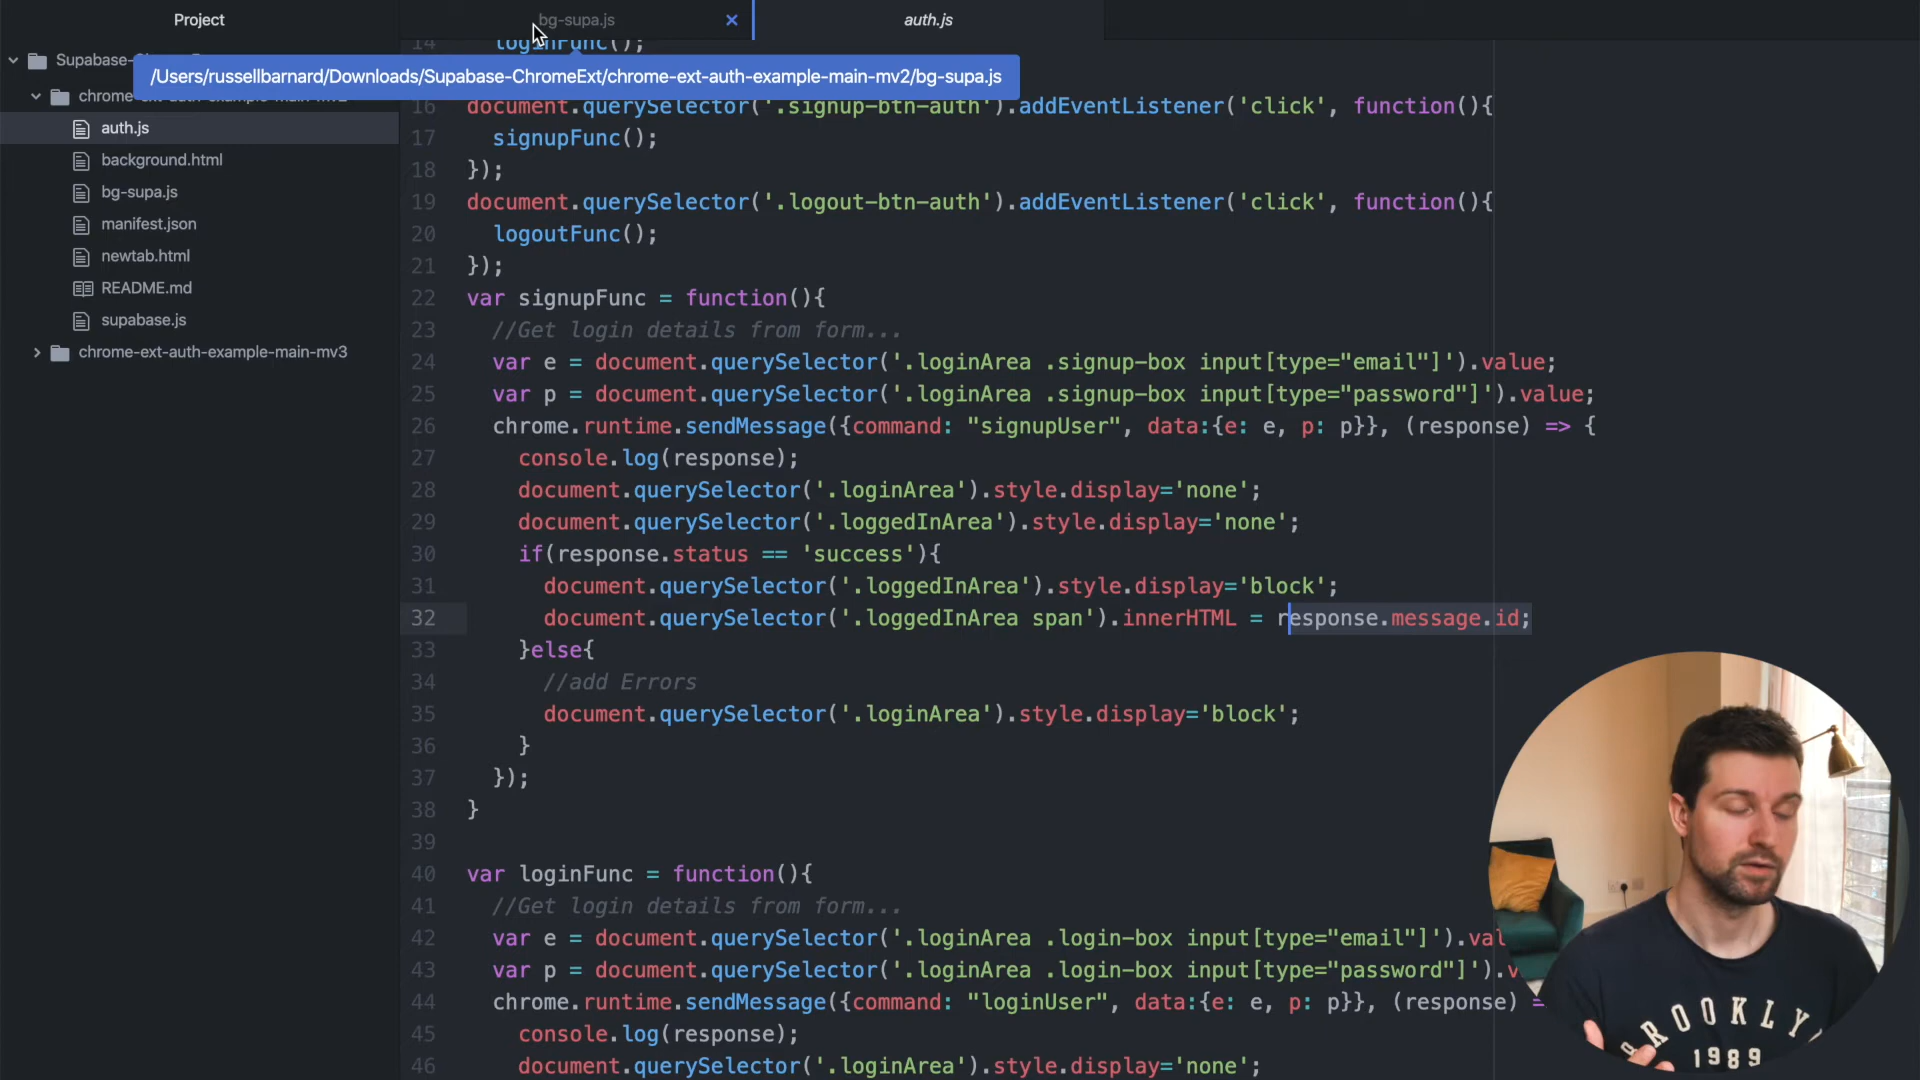 Project
bg-supa.js
auth.js
/Users/russellbarnard/Downloads/Supabase-ChromeExt/chrome-ext-auth-example-main-mv2/bg-supa.js
Supabase-
chrome-ext-auth-example-main-mv2
auth.js
background.html
bg-supa.js
manifest.json
newtab.html
README.md
supabase.js
chrome-ext-auth-example-main-mv3
14 loginFunc();
16 document.querySelector('.signup-btn-auth').addEventListener('click', function(){
17 signupFunc();
18 });
19 document.querySelector('.logout-btn-auth').addEventListener('click', function(){
20 logoutFunc();
21 });
22 var signupFunc = function(){
23 //Get login details from form...
24 var e = document.querySelector('.loginArea .signup-box input[type="email"]').value;
25 var p = document.querySelector('.loginArea .signup-box input[type="password"]').value;
26 chrome.runtime.sendMessage({command: "signupUser", data:{e: e, p: p}}, (response) => {
27 console.log(response);
28 document.querySelector('.loginArea').style.display='none';
29 document.querySelector('.loggedInArea').style.display='none';
30 if(response.status == 'success'){
31 document.querySelector('.loggedInArea').style.display='block';
32 document.querySelector('.loggedInArea span').innerHTML = response.message.id;
33 }else{
34 //add Errors
35 document.querySelector('.loginArea').style.display='block';
36 }
37 });
38 }
39
40 var loginFunc = function(){
41 //Get login details from form...
42 var e = document.querySelector('.loginArea .login-box input[type="email"]').val
43 var p = document.querySelector('.loginArea .login-box input[type="password"]').v
44 chrome.runtime.sendMessage({command: "loginUser", data:{e: e, p: p}}, (response) =
45 console.log(response);
46 document.querySelector('.loginArea').style.display='none';
BROOKLYN
1989